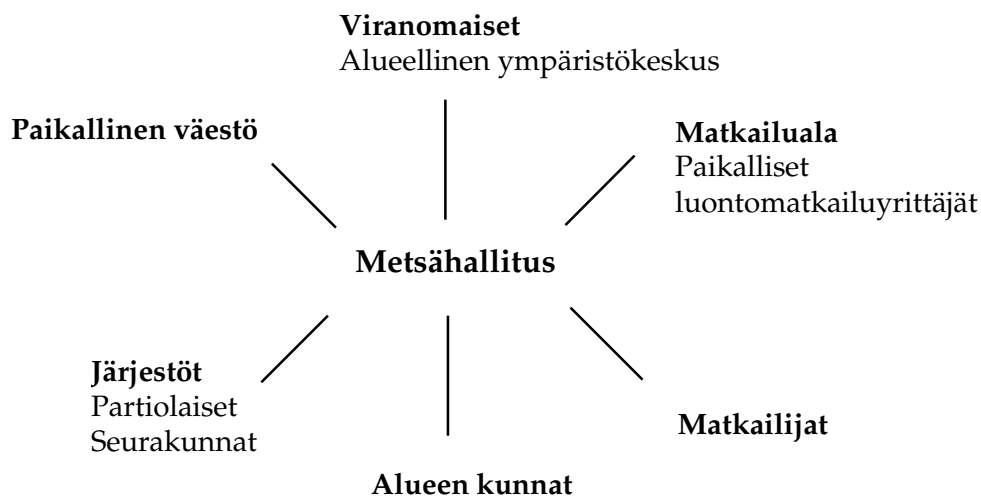 Viranomaiset
Alueellinen ympäristökeskus
Paikallinen väestö
Matkailuala
Paikalliset
luontomatkailuyrittäjät
Metsähallitus
Järjestöt
Partiolaiset
Seurakunnat
Matkailijat
Alueen kunnat